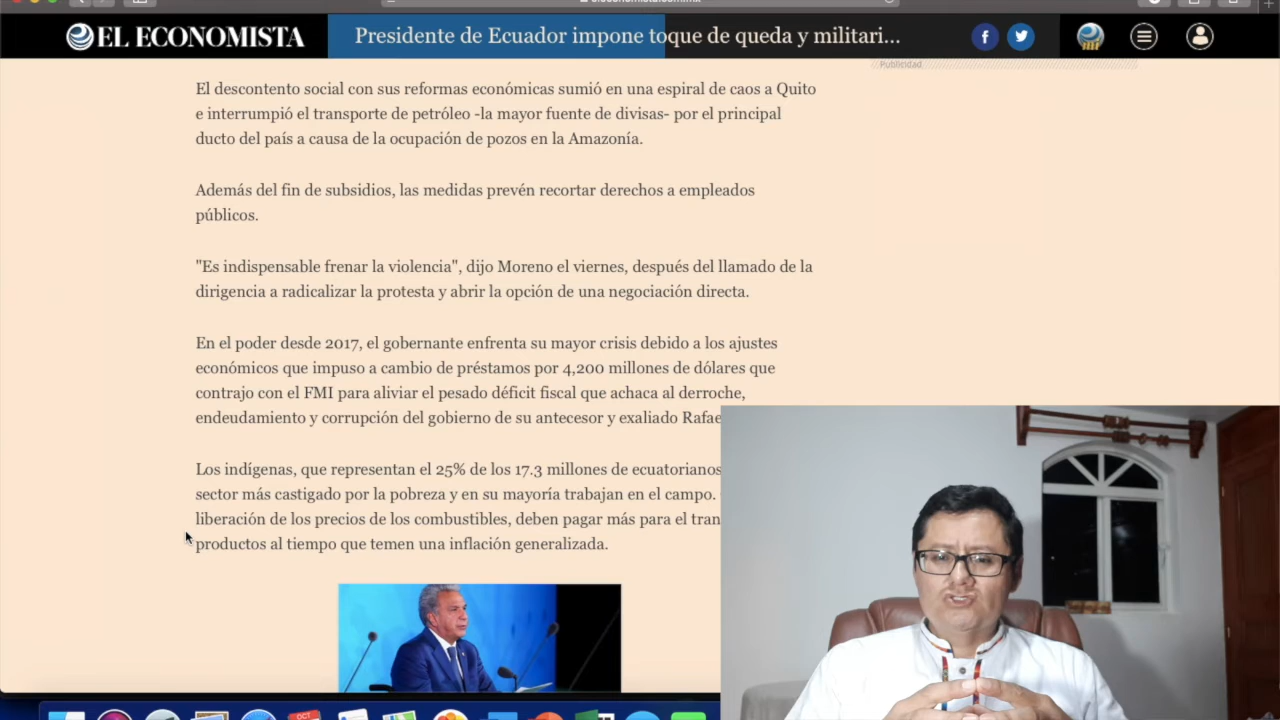 EL ECONOMISTA
Presidente de Ecuador impone toque de queda y militari...
Publicidad
El descontento social con sus reformas económicas sumió en una espiral de caos a Quito
e interrumpió el transporte de petróleo -la mayor fuente de divisas- por el principal
ducto del país a causa de la ocupación de pozos en la Amazonía.
Además del fin de subsidios, las medidas prevén recortar derechos a empleados
públicos.
"Es indispensable frenar la violencia", dijo Moreno el viernes, después del llamado de la
dirigencia a radicalizar la protesta y abrir la opción de una negociación directa.
En el poder desde 2017, el gobernante enfrenta su mayor crisis debido a los ajustes
económicos que impuso a cambio de préstamos por 4,200 millones de dólares que
contrajo con el FMI para aliviar el pesado déficit fiscal que achaca al derroche,
endeudamiento y corrupción del gobierno de su antecesor y exaliado Rafae
Los indígenas, que representan el 25% de los 17.3 millones de ecuatorianos
sector más castigado por la pobreza y en su mayoría trabajan en el campo.
liberación de los precios de los combustibles, deben pagar más para el tran
productos al tiempo que temen una inflación generalizada.
OCT